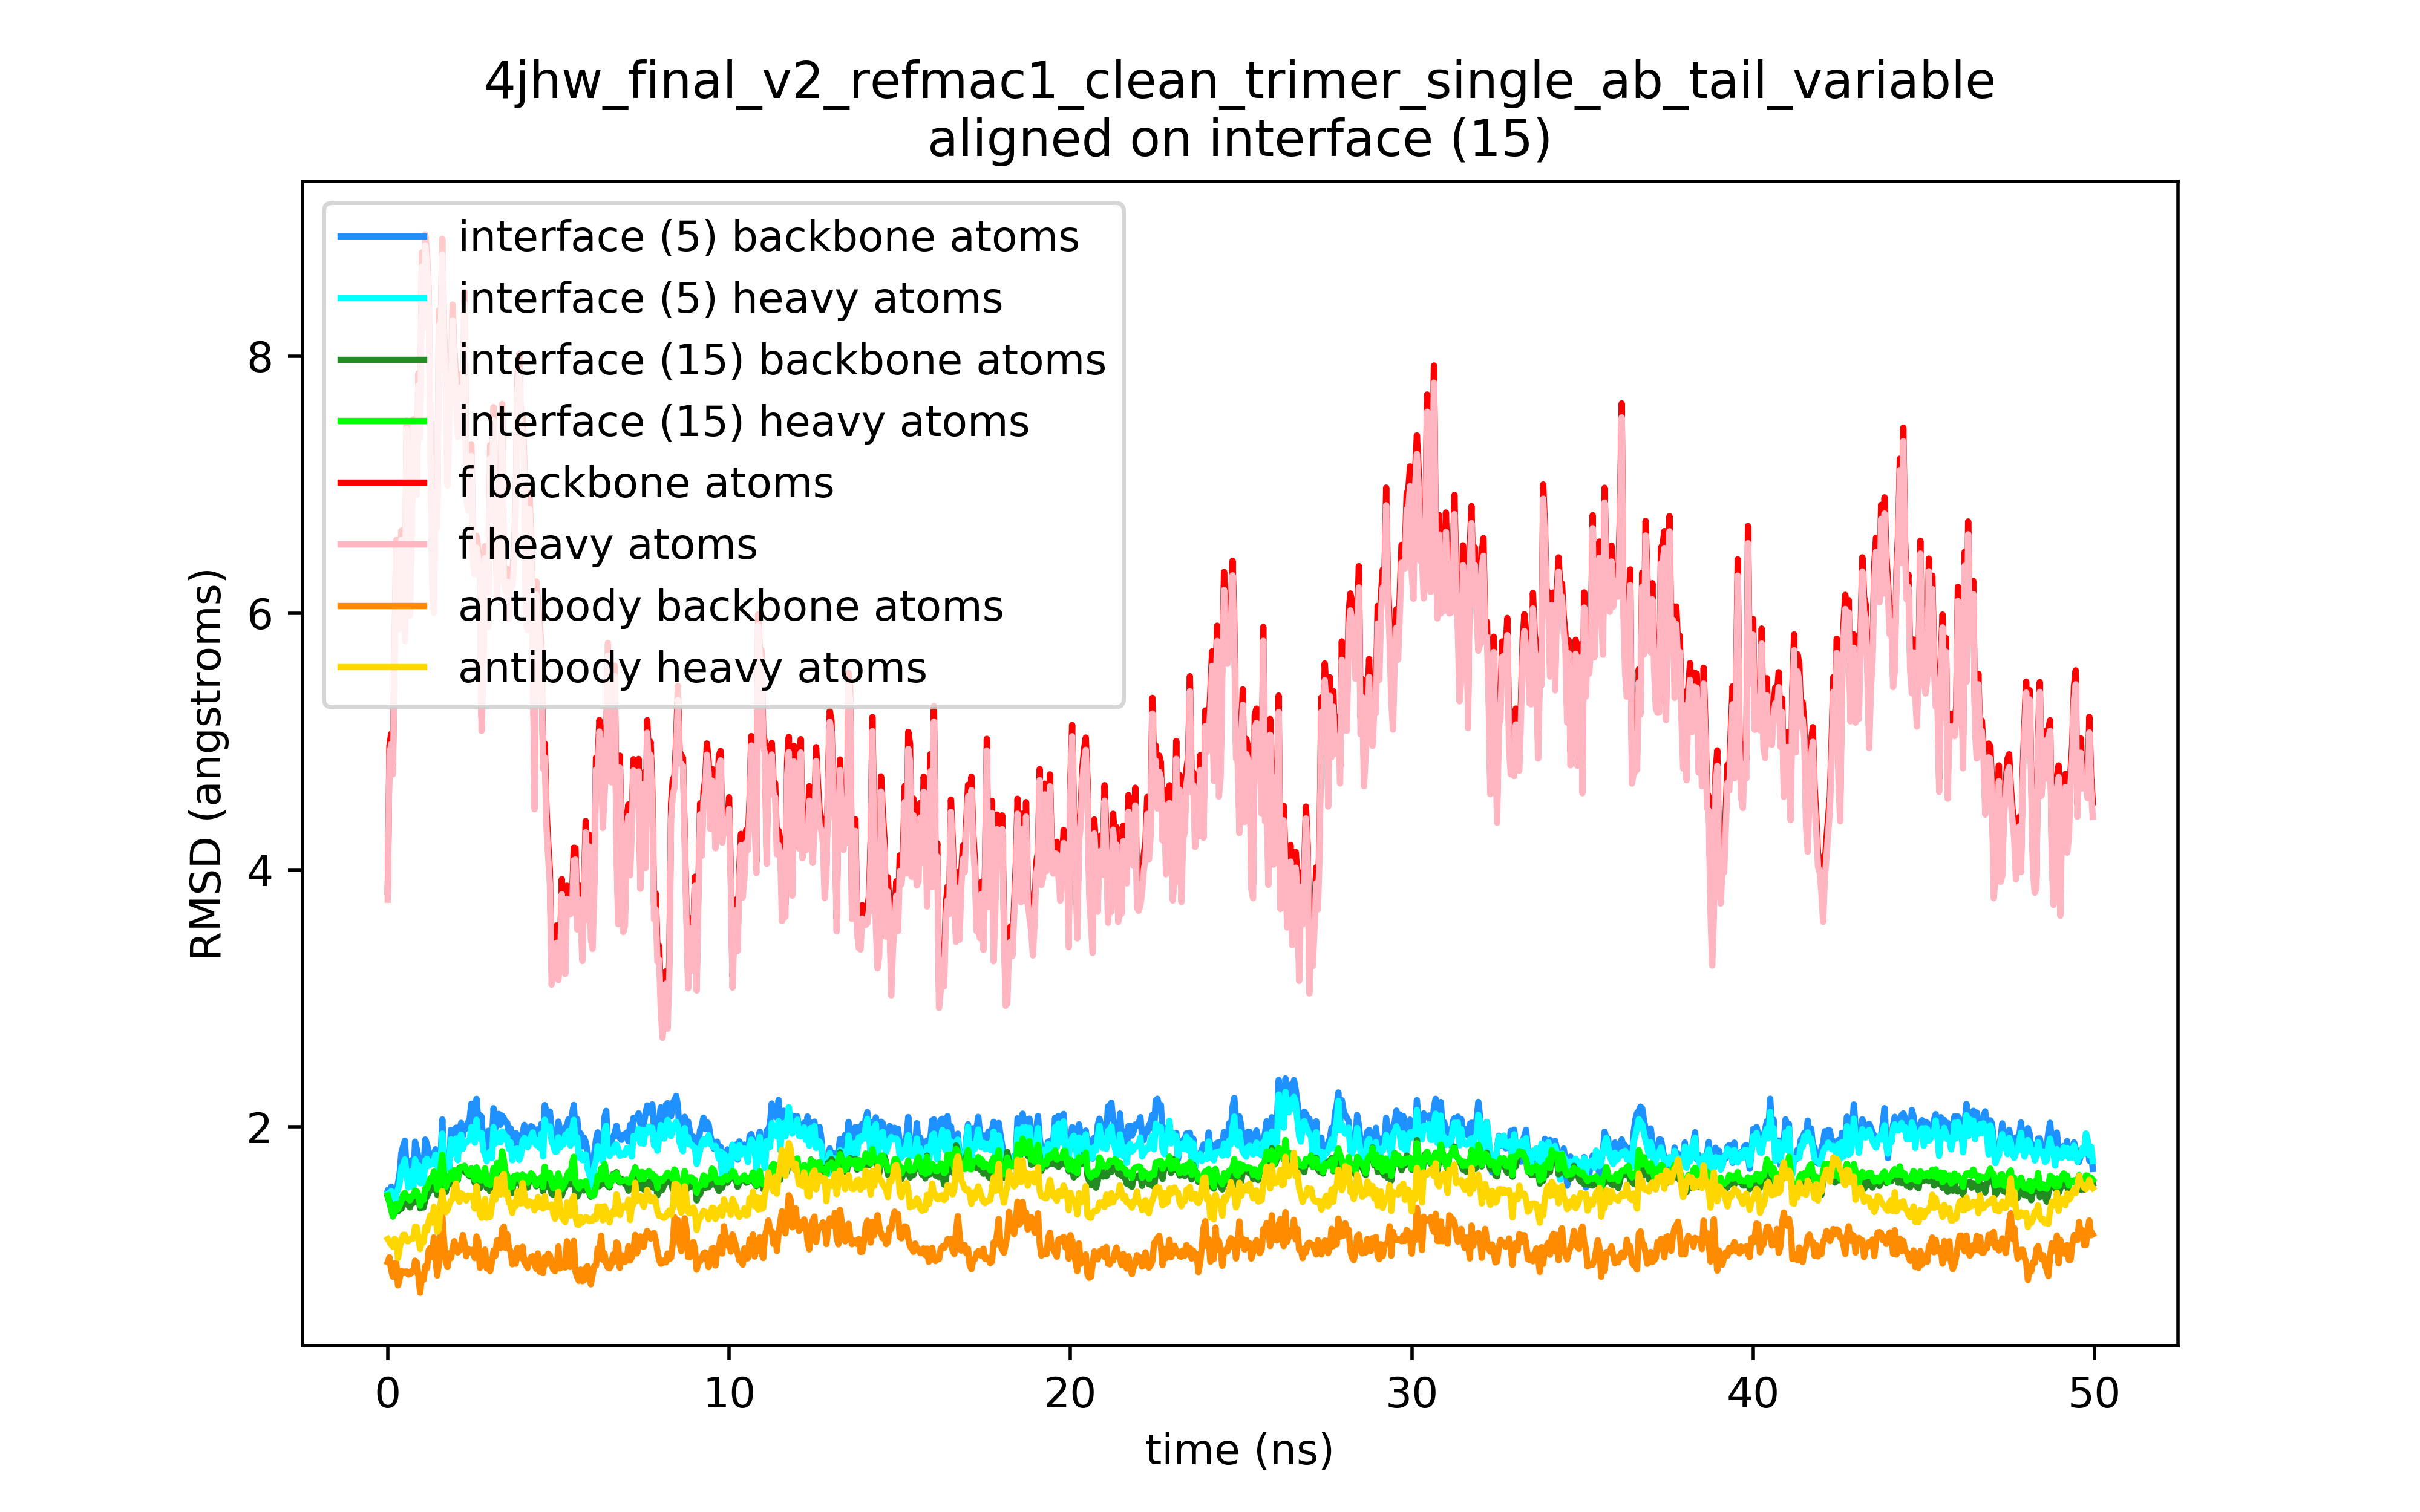 4jhw_final_v2_refmac1_clean_trimer_single_ab_tail_variable
aligned on interface (15)
interface (5) backbone atoms
interface (5) heavy atoms
interface (15) backbone atoms
interface (15) heavy atoms
f backbone atoms
f heavy atoms
antibody backbone atoms
antibody heavy atoms
RMSD (angstroms)
8
6
4
2
0 10 20 30 40 50
time (ns)